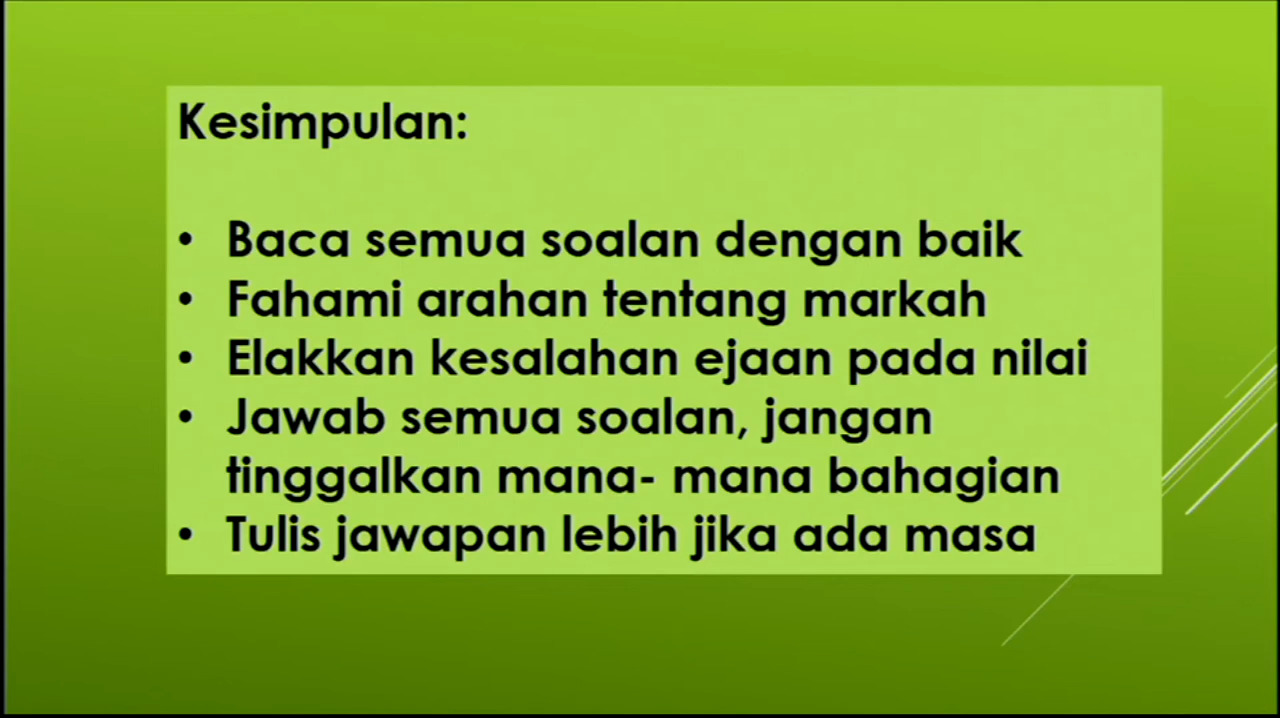 Kesimpulan:
• Baca semua soalan dengan baik
• Fahami arahan tentang markah
• Elakkan kesalahan ejaan pada nilai
• Jawab semua soalan, jangan
tinggalkan mana- mana bahagian
• Tulis jawapan lebih jika ada masa